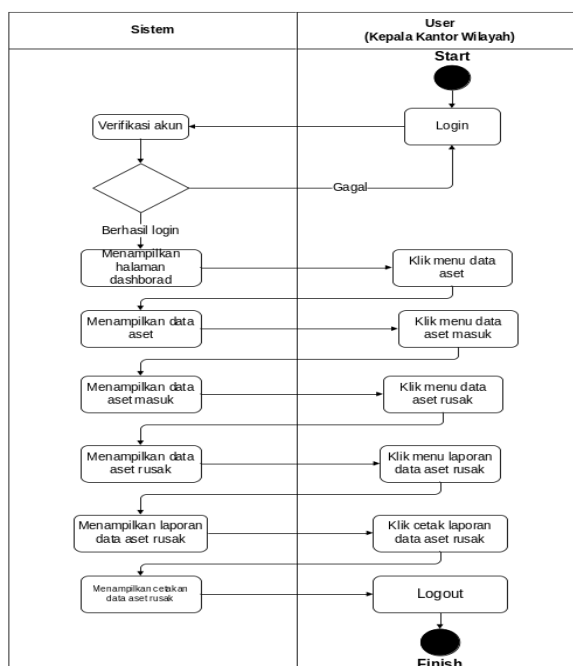 Sistem
User
(Kepala Kantor Wilayah)
Start
Verifikasi akun
Login
Gagal
Berhasil login
Menampilkan
halaman
dashborad
Klik menu data
aset
Menampilkan data
aset
Klik menu data
aset masuk
Menampilkan data
aset masuk
Klik menu data
aset rusak
Menampilkan data
aset rusak
Klik menu laporan
data aset rusak
Menampilkan laporan
data aset rusak
Klik cetak laporan
data aset rusak
Menampilkan cetakan
data aset rusak
Logout
Finish